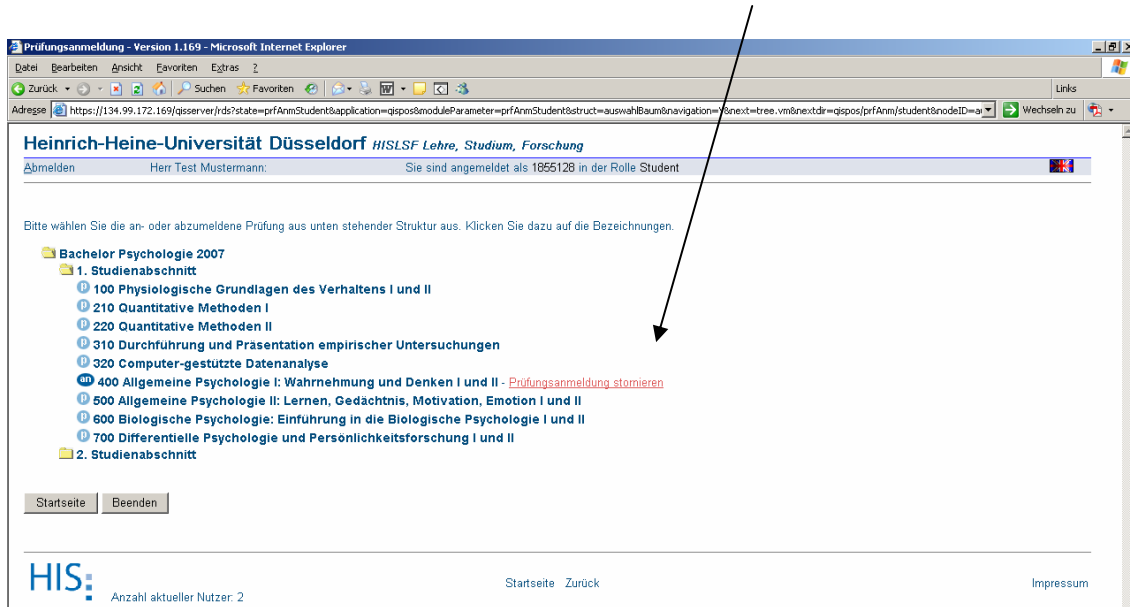 Prüfungsanmeldung - Version 1.169 - Microsoft Internet Explorer
Datei Bearbeiten Ansicht Favoriten Extras ?
Zurück Suchen Favoriten Links
Adresse https://134.99.172.169/qisserver/rds?state=prfAnmStudent&application=qispos&moduleParameter=prfAnmStudent&struct=auswahlBaum&navigation=Y&next=tree.vm&nextdir=qispos/prfAnm/student&nodeID=a Wechseln zu
Heinrich-Heine-Universität Düsseldorf HISLSF Lehre, Studium, Forschung
Abmelden Herr Test Mustermann: Sie sind angemeldet als 1855128 in der Rolle Student
Bitte wählen Sie die an- oder abzumeldene Prüfung aus unten stehender Struktur aus. Klicken Sie dazu auf die Bezeichnungen.
Bachelor Psychologie 2007
1. Studienabschnitt
P 100 Physiologische Grundlagen des Verhaltens I und II
P 210 Quantitative Methoden I
P 220 Quantitative Methoden II
P 310 Durchführung und Präsentation empirischer Untersuchungen
P 320 Computer-gestützte Datenanalyse
an 400 Allgemeine Psychologie I: Wahrnehmung und Denken I und II - Prüfungsanmeldung stornieren
P 500 Allgemeine Psychologie II: Lernen, Gedächtnis, Motivation, Emotion I und II
P 600 Biologische Psychologie: Einführung in die Biologische Psychologie I und II
P 700 Differentielle Psychologie und Persönlichkeitsforschung I und II
2. Studienabschnitt
Startseite Beenden
HIS: Anzahl aktueller Nutzer: 2 Startseite Zurück Impressum